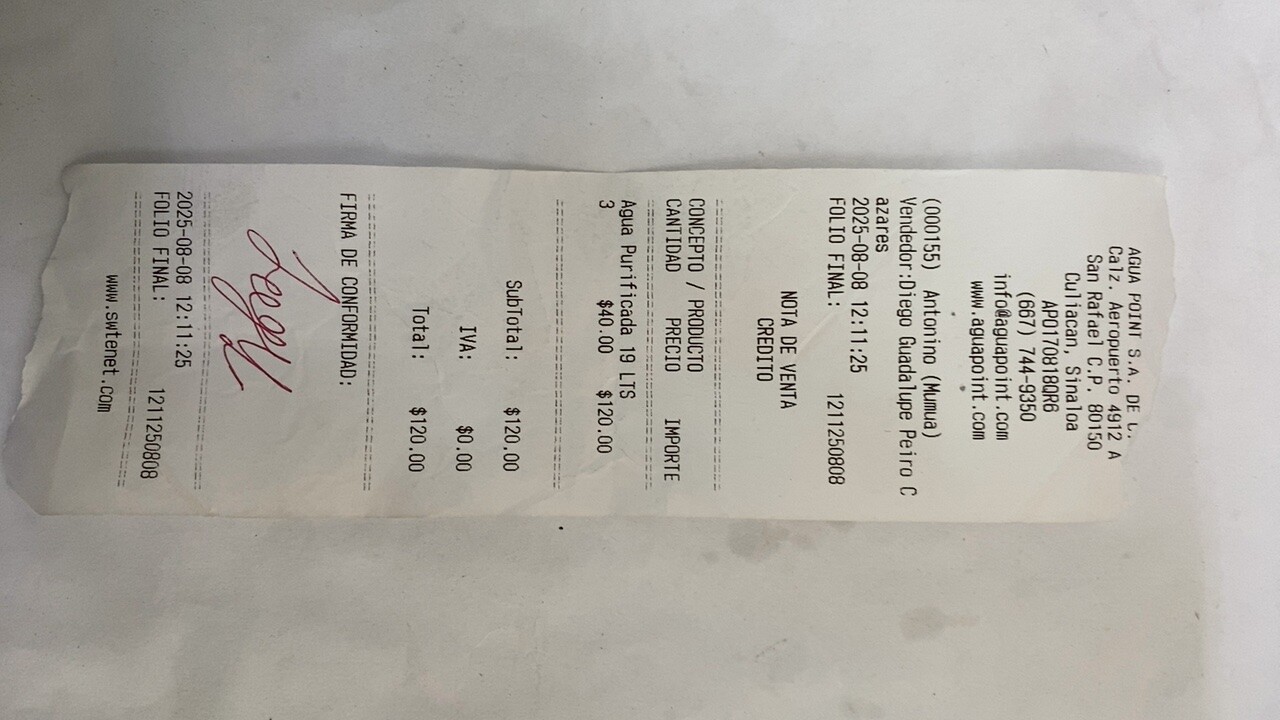 AGUA POINT S.A. DE L.
Calz. Aeropuerto 4912 A
San Rafael C.P. 80150
Culiacan, Sinaloa
APO170818QR6
(667) 744-9350
info@aguapoint.com
www.aguapoint.com
(000155) Antonino (Mumua)
Vendedor:Diego Guadalupe Peiro C
azares
2025-08-08 12:11:25
FOLIO FINAL: 1211250808
NOTA DE VENTA
CREDITO
CONCEPTO / PRODUCTO
CANTIDAD PRECIO IMPORTE
Agua Purificada 19 LTS
3 $40.00 $120.00
SubTotal: $120.00
IVA: $0.00
Total: $120.00
FIRMA DE CONFORMIDAD:
2025-08-08 12:11:25
FOLIO FINAL: 1211250808
www.swtenet.com